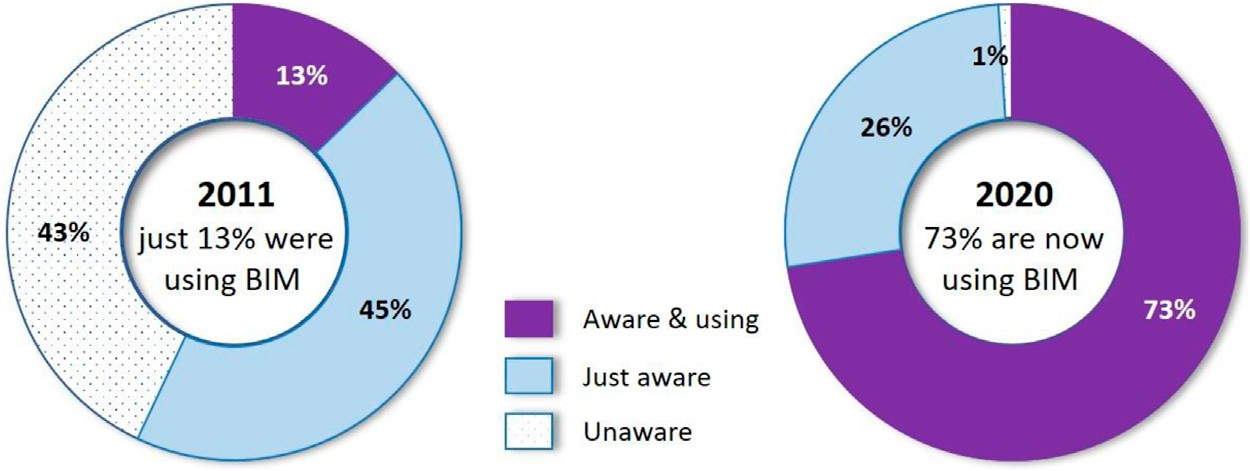 13%
43%
45%
2011
just 13% were
using BIM
Aware & using
Just aware
Unaware
1%
26%
73%
2020
73% are now
using BIM